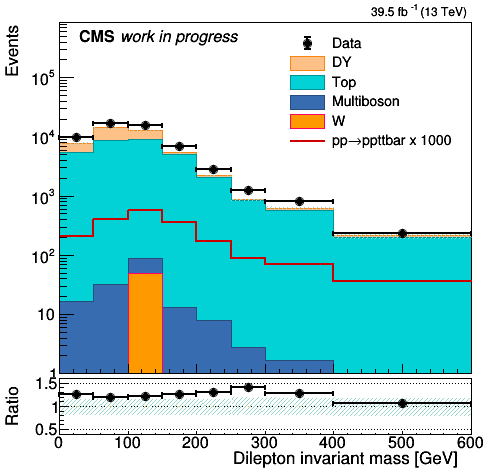 39.5 fb⁻¹ (13 TeV)
CMS work in progress
Events
Data
DY
Top
Multiboson
W
pp→ppttbar x 1000
10⁵
10⁴
10³
10²
10
1
Ratio
1.5
1
0.5
0 100 200 300 400 500 600
Dilepton invariant mass [GeV]